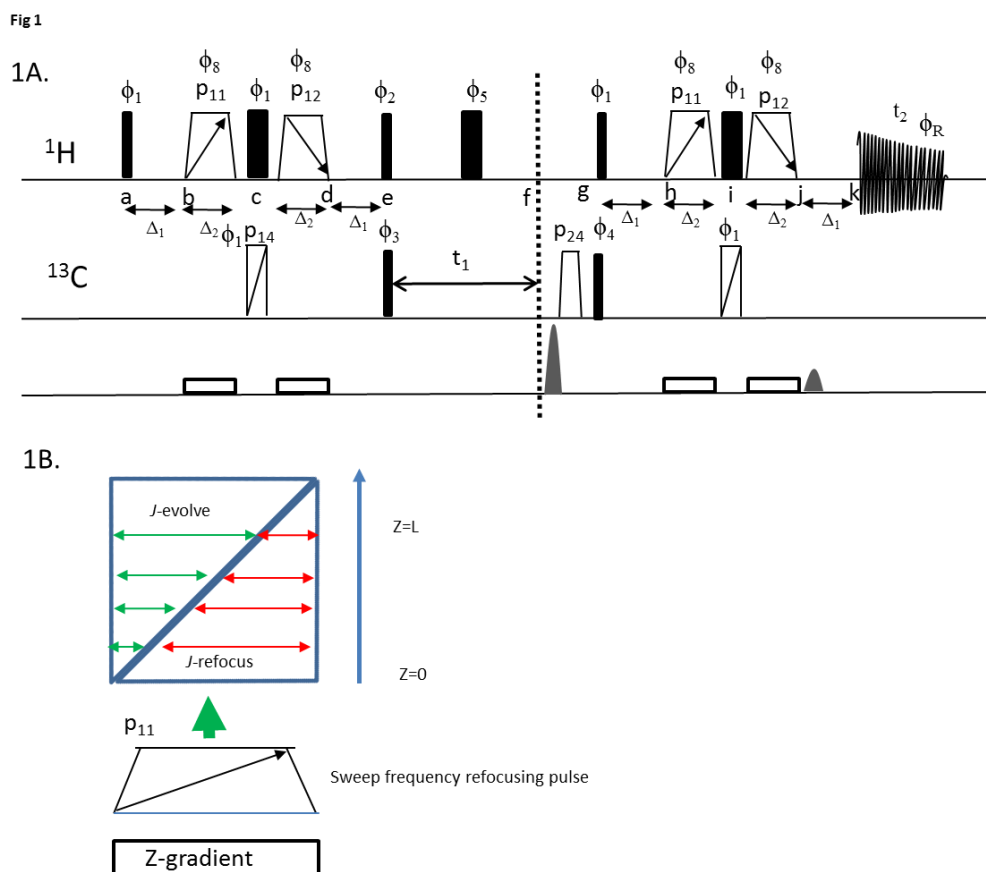 Fig 1
1A.
ϕ8 ϕ8 ϕ8 ϕ8
ϕ1 p11 ϕ1 p12 ϕ2 ϕ5 ϕ1 p11 ϕ1 p12 t2 ϕR
1H
a b c d e f g h i j k
Δ1 Δ2 Δ2 Δ1 Δ1 Δ2 Δ2 Δ1
ϕ1 p14 ϕ3 p24 ϕ4 ϕ1
13C t1
1B.
J-evolve
Z=L
J-refocus
Z=0
p11
Sweep frequency refocusing pulse
Z-gradient